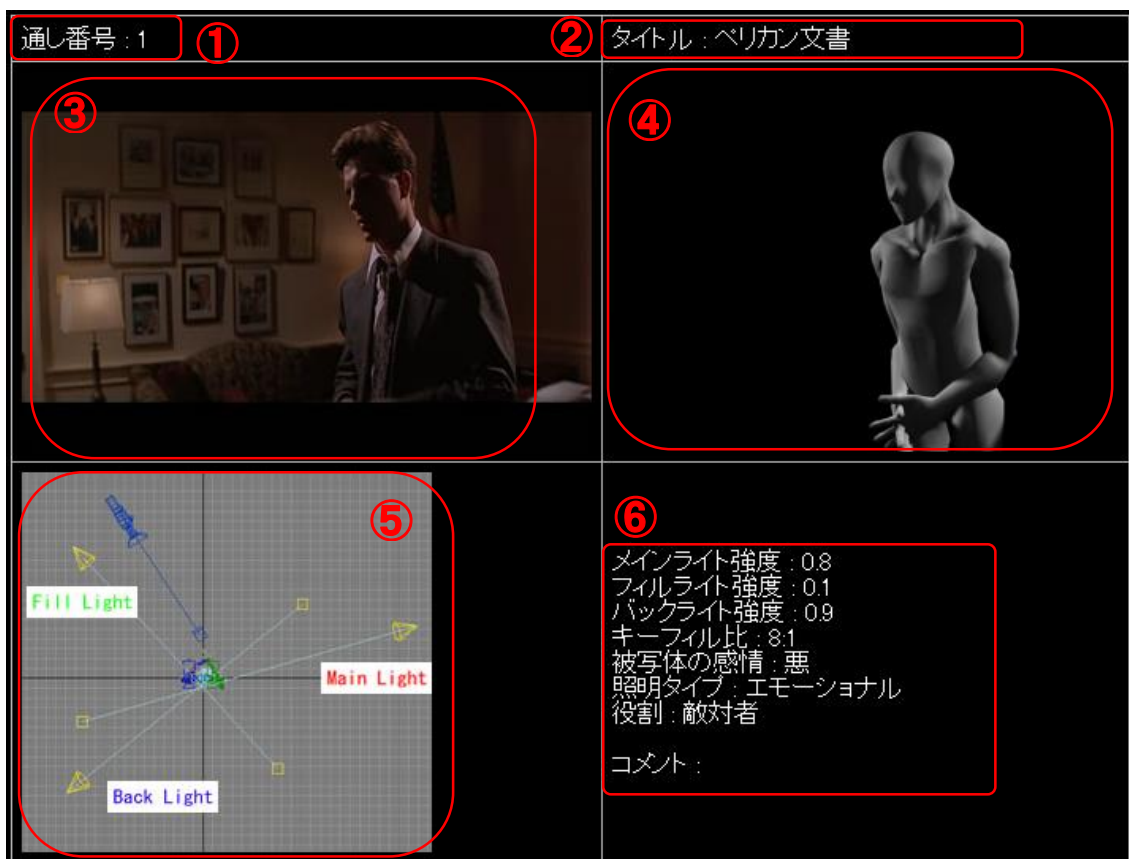 通し番号 : 1
①
②
タイトル : ペリカン文書
③
④
⑤
Fill Light
Main Light
Back Light
⑥
メインライト強度 : 0.8
フィルライト強度 : 0.1
バックライト強度 : 0.9
キーフィル比 : 8:1
被写体の感情 : 悪
照明タイプ : エモーショナル
役割 : 敵対者
コメント :